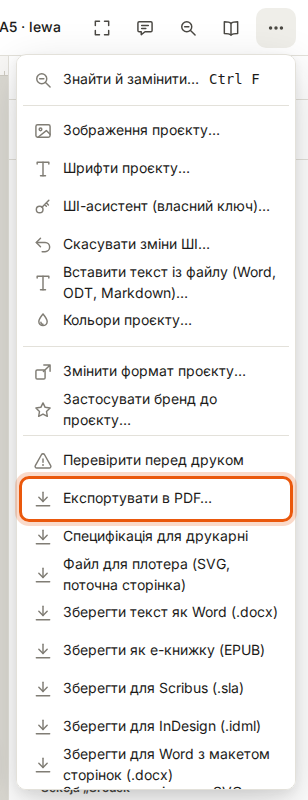 A5 · lewa
Знайти й замінити... Ctrl F
Зображення проєкту...
Шрифти проєкту...
ШІ-асистент (власний ключ)...
Скасувати зміни ШІ...
Вставити текст із файлу (Word,
ODT, Markdown)...
Кольори проєкту...
Змінити формат проєкту...
Застосувати бренд до
проєкту...
Перевірити перед друком
Експортувати в PDF...
Специфікація для друкарні
Файл для плотера (SVG,
поточна сторінка)
Зберегти текст як Word (.docx)
Зберегти як е-книжку (EPUB)
Зберегти для Scribus (.sla)
Зберегти для InDesign (.idml)
Зберегти для Word з макетом
сторінок (.docx)